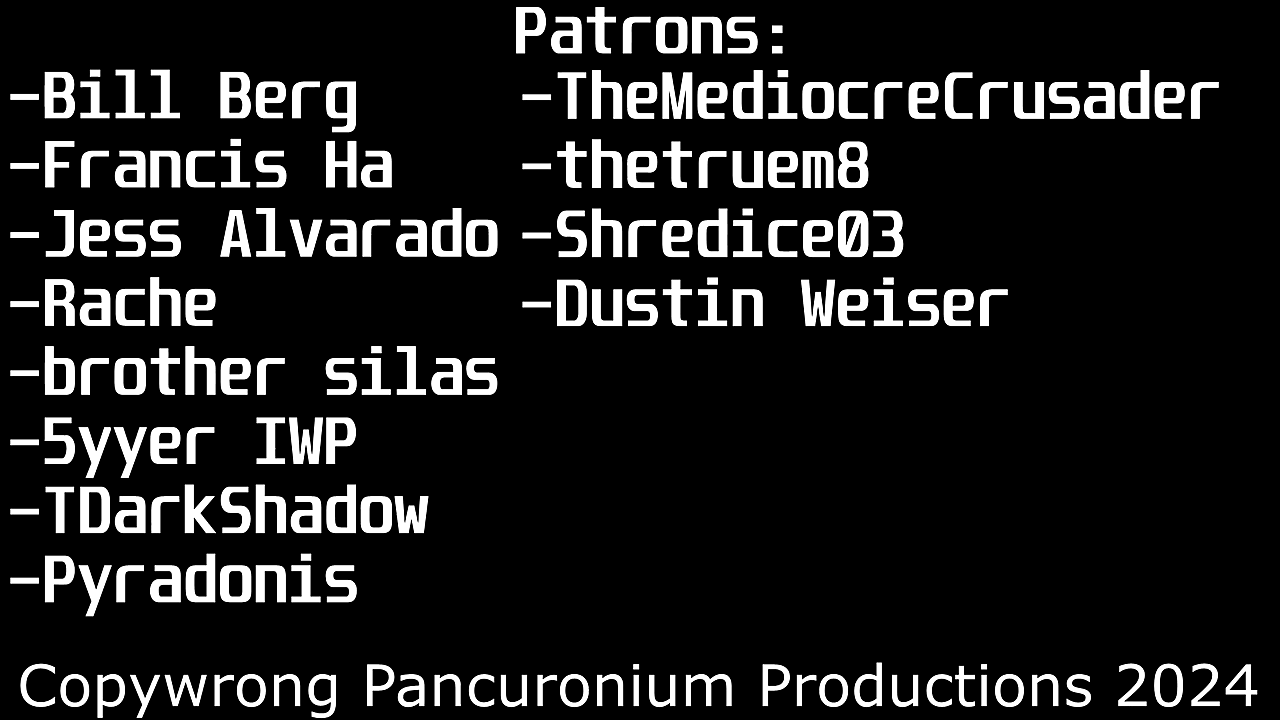 Patrons:
-Bill Berg
-Francis Ha
-Jess Alvarado
-Rache
-brother silas
-5yyer IWP
-TDarkShadow
-Pyradonis
-TheMediocreCrusader
-thetruem8
-Shredice03
-Dustin Weiser
Copywrong Pancuronium Productions 2024